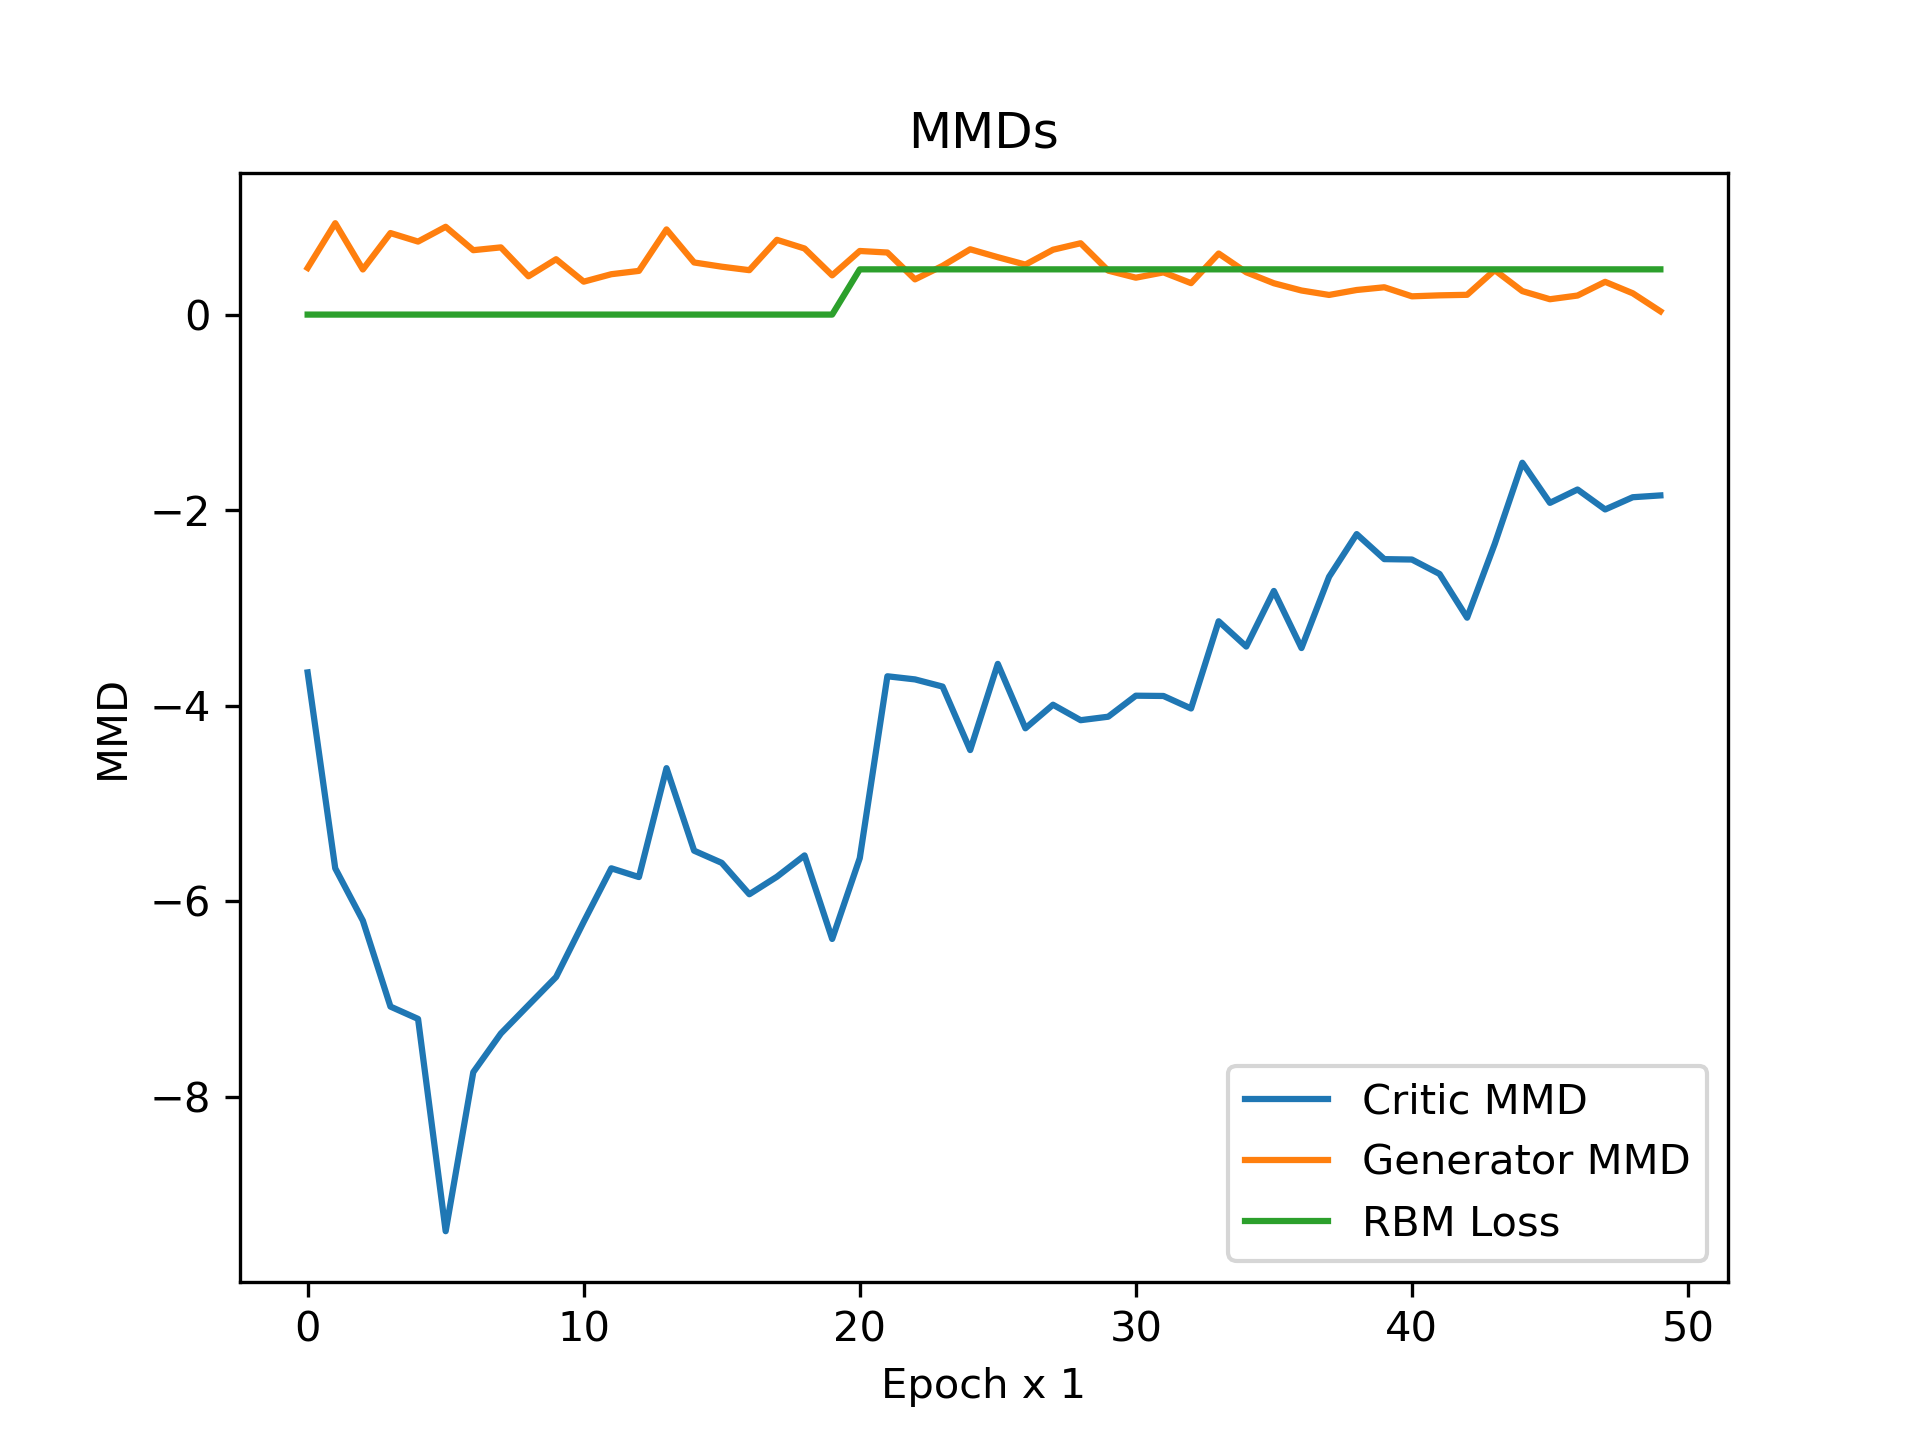 MMDs
MMD
0
−2
−4
−6
−8
0 10 20 30 40 50
Epoch x 1
Critic MMD
Generator MMD
RBM Loss